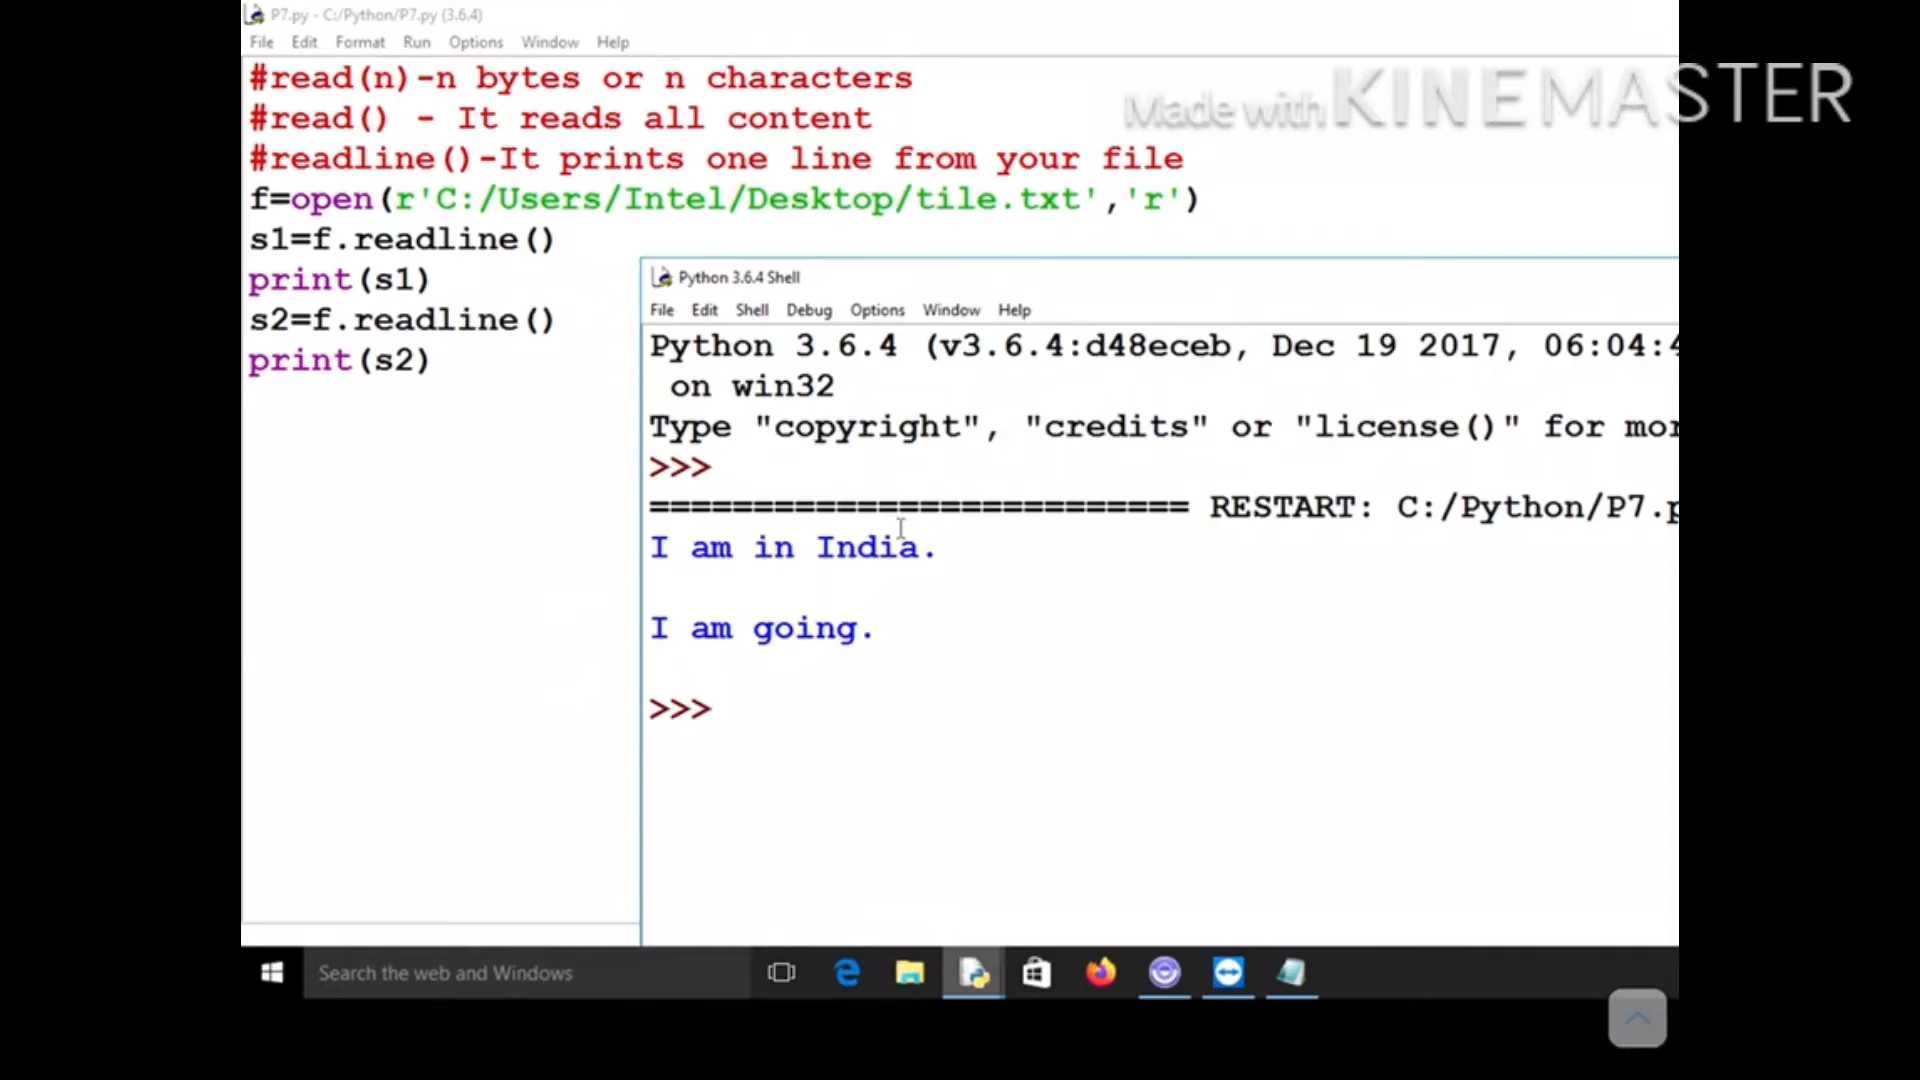 P7.py - C:/Python/P7.py (3.6.4)
File Edit Format Run Options Window Help
Made with KINEMASTER
#read(n)-n bytes or n characters
#read() - It reads all content
#readline()-It prints one line from your file
f=open(r'C:/Users/Intel/Desktop/tile.txt','r')
s1=f.readline()
print(s1)
s2=f.readline()
print(s2)
Python 3.6.4 Shell
File Edit Shell Debug Options Window Help
Python 3.6.4 (v3.6.4:d48eceb, Dec 19 2017, 06:04:4
on win32
Type "copyright", "credits" or "license()" for mor
>>>
========================== RESTART: C:/Python/P7.p
I am in India.
I am going.
>>>
Search the web and Windows